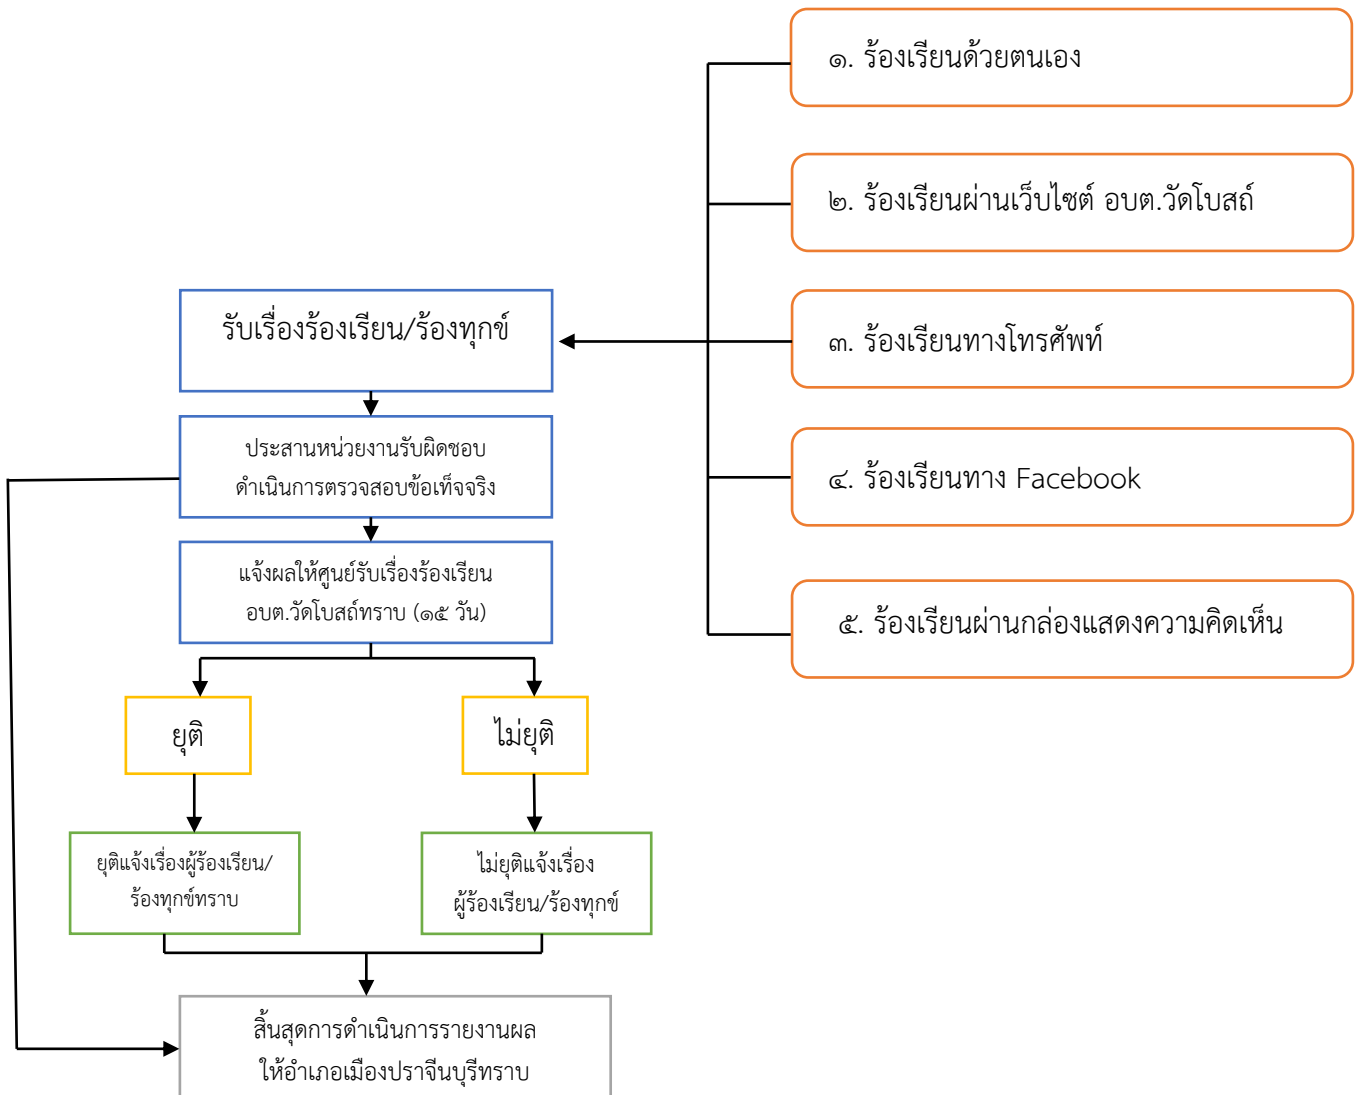 ๑. ร้องเรียนด้วยตนเอง
๒. ร้องเรียนผ่านเว็บไซต์ อบต.วัดโบสถ์
๓. ร้องเรียนทางโทรศัพท์
๔. ร้องเรียนทาง Facebook
๕. ร้องเรียนผ่านกล่องแสดงความคิดเห็น
รับเรื่องร้องเรียน/ร้องทุกข์
ประสานหน่วยงานรับผิดชอบ
ดำเนินการตรวจสอบข้อเท็จจริง
แจ้งผลให้ศูนย์รับเรื่องร้องเรียน
อบต.วัดโบสถ์ทราบ (๑๕ วัน)
ยุติ
ไม่ยุติ
ยุติแจ้งเรื่องผู้ร้องเรียน/
ร้องทุกข์ทราบ
ไม่ยุติแจ้งเรื่อง
ผู้ร้องเรียน/ร้องทุกข์
สิ้นสุดการดำเนินการรายงานผล
ให้อำเภอเมืองปราจีนบุรีทราบ